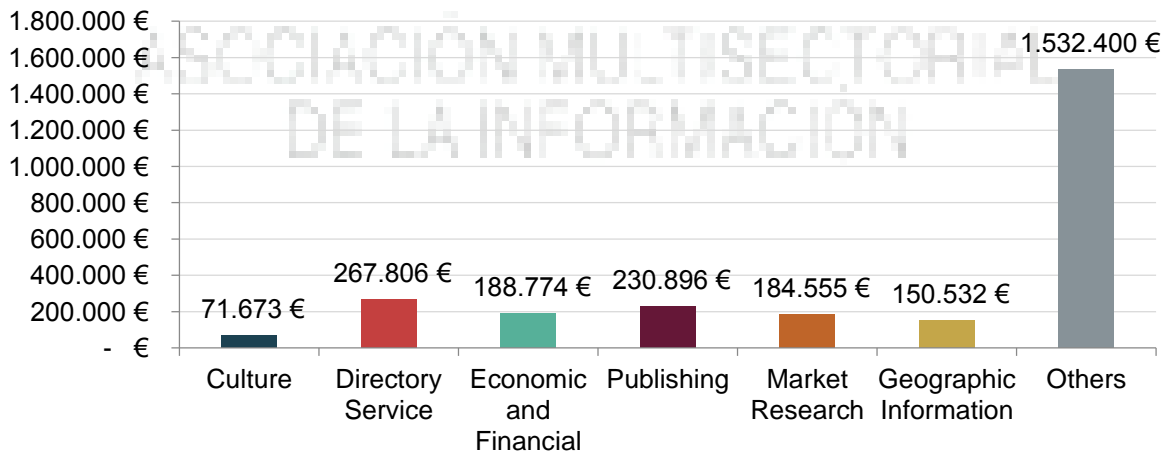 1.800.000 €
1.600.000 €
1.400.000 €
1.200.000 €
1.000.000 €
800.000 €
600.000 €
400.000 €
200.000 €
- €
ASOCIACIÓN MULTISECTORIAL
DE LA INFORMACIÓN
71.673 €
267.806 €
188.774 €
230.896 €
184.555 €
150.532 €
1.532.400 €
Culture
Directory
Service
Economic
and
Financial
Publishing
Market
Research
Geographic
Information
Others